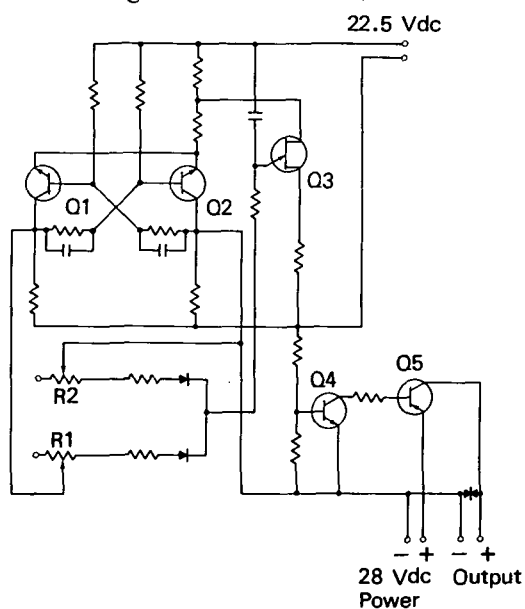 22.5 Vdc
Q1
Q2
Q3
R2
R1
Q4
Q5
− + − +
28 Vdc Output
Power